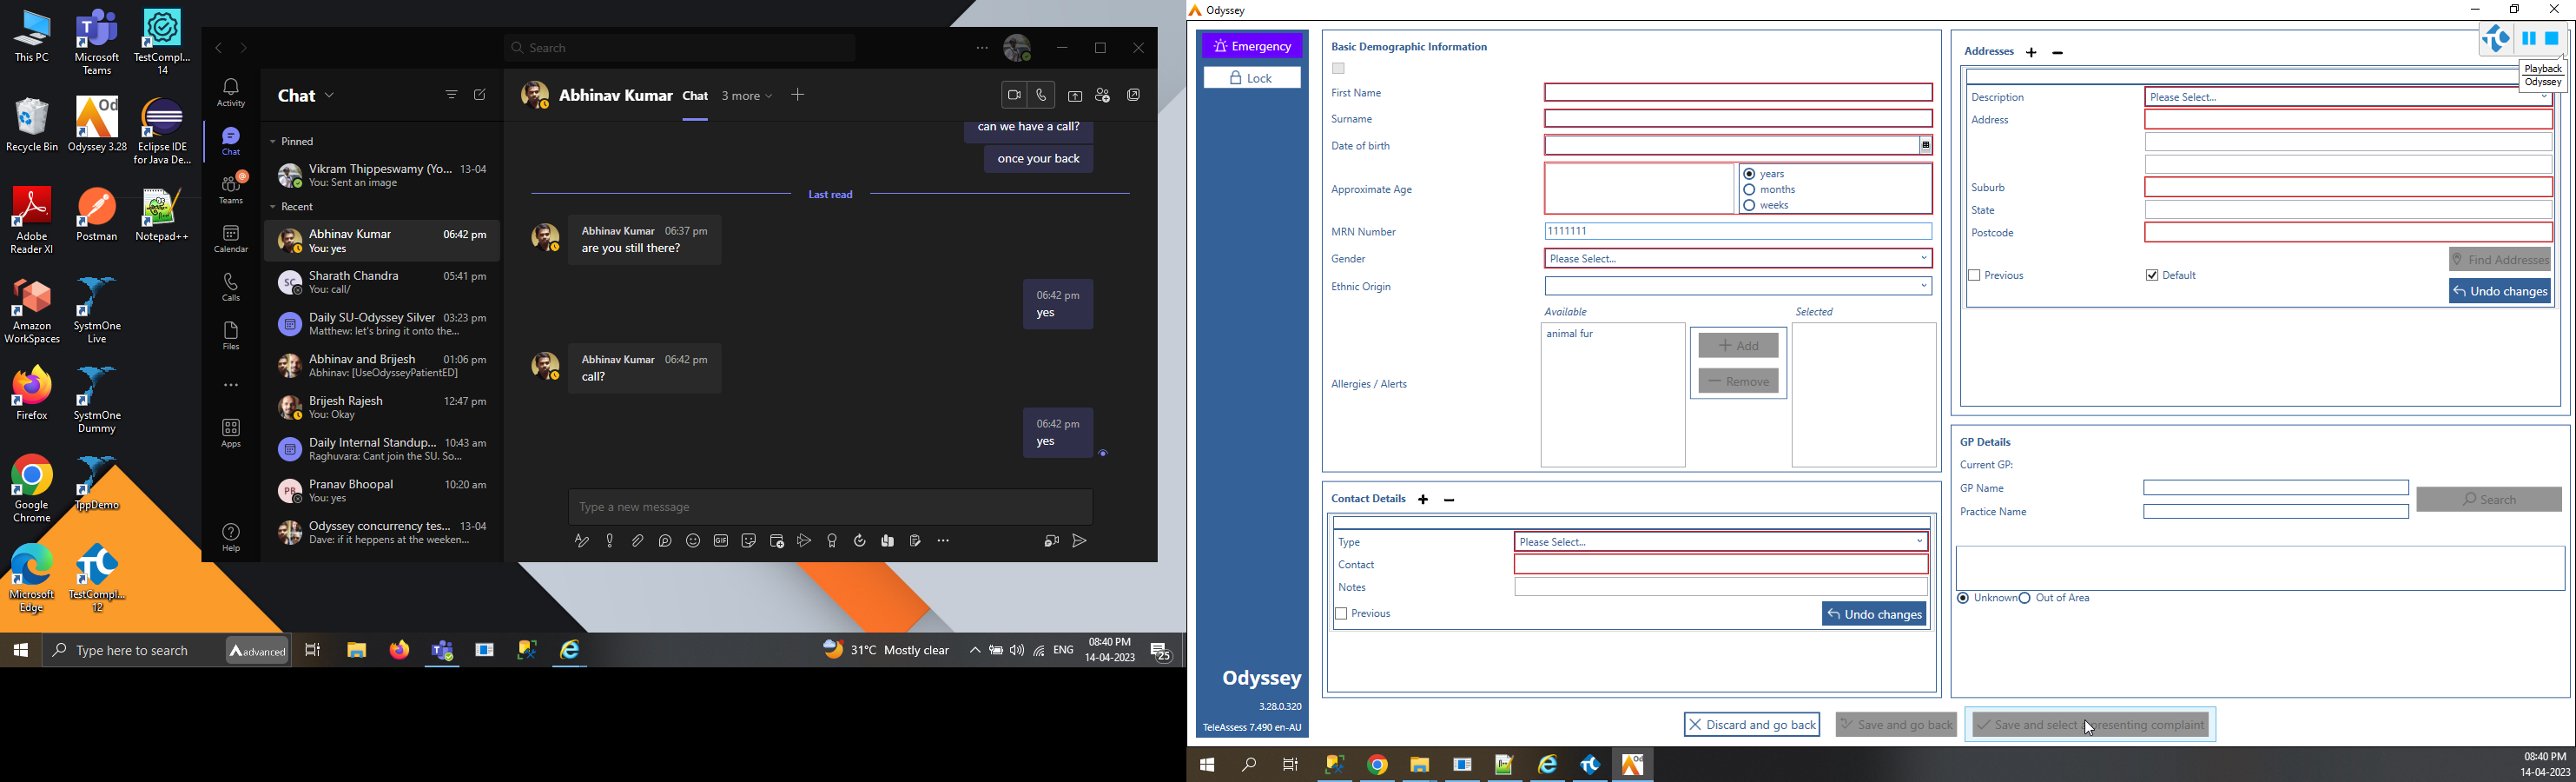 This PC
Microsoft
Teams
TestCompl...
14
Recycle Bin
Odyssey 3.28
Eclipse IDE
for Java De...
Adobe
Reader XI
Postman
Notepad++
Amazon
WorkSpaces
SystmOne
Live
Firefox
SystmOne
Dummy
Google
Chrome
TppDemo
Microsoft
Edge
TestCompl...
12
Search
Activity
Chat
Teams
Calendar
Calls
Files
Apps
Help
Chat
Pinned
Vikram Thippeswamy (Yo... 13-04
You: Sent an image
Recent
Abhinav Kumar 06:42 pm
You: yes
SC
Sharath Chandra 05:41 pm
You: call/
Daily SU-Odyssey Silver 03:23 pm
Matthew: let's bring it onto the...
Abhinav and Brijesh 01:06 pm
Abhinav: [UseOdysseyPatientED]
Brijesh Rajesh 12:47 pm
You: Okay
Daily Internal Standup... 10:43 am
Raghuvara: Cant join the SU. So...
PB
Pranav Bhoopal 10:20 am
You: yes
Odyssey concurrency tes... 13-04
Dave: if it heppens at the weeken...
Abhinav Kumar Chat 3 more
can we have a call?
once your back
Last read
Abhinav Kumar 06:37 pm
are you still there?
06:42 pm
yes
Abhinav Kumar 06:42 pm
call?
06:42 pm
yes
Type a new message
GIF
Type here to search
advanced
31°C Mostly clear
ENG
08:40 PM
14-04-2023
25
Odyssey
Emergency
Lock
Odyssey
3.28.0.320
TeleAssess 7.490 en-AU
Basic Demographic Information
First Name
Surname
Date of birth
Approximate Age
years
months
weeks
MRN Number
1111111
Gender
Please Select...
Ethnic Origin
Available
Selected
animal fur
Allergies / Alerts
Add
Remove
Contact Details
Type
Please Select...
Contact
Notes
Previous
Undo changes
Addresses
Playback
Odyssey
Description
Please Select...
Address
Suburb
State
Postcode
Find Addresses
Previous
Default
Undo changes
GP Details
Current GP:
GP Name
Search
Practice Name
Unknown
Out of Area
Discard and go back
Save and go back
Save and select a presenting complaint
Od
08:40 PM
14-04-2023